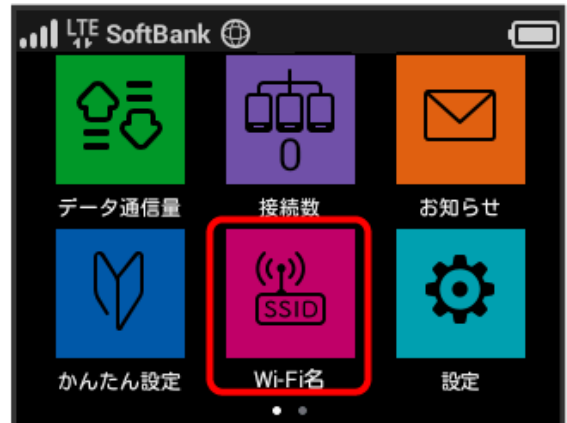 LTE SoftBank
0
データ通信量 接続数 お知らせ
SSID
かんたん設定 Wi-Fi名 設定